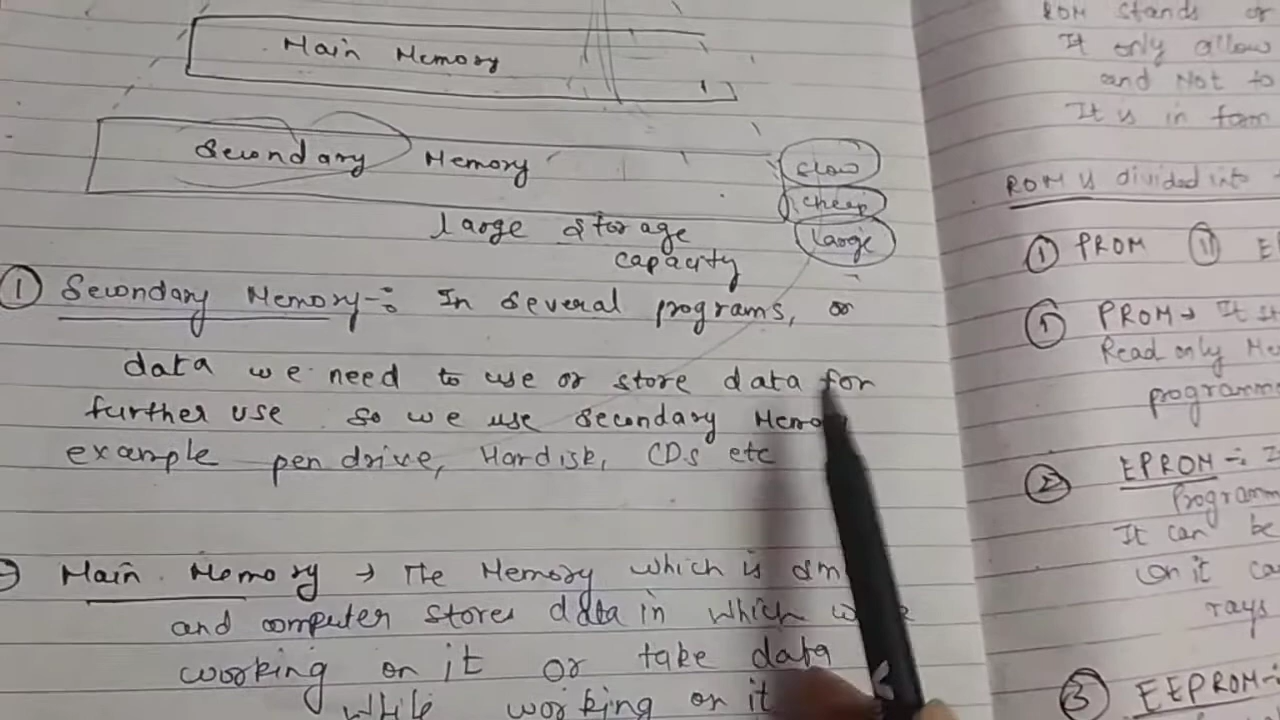 Main Memory
Secondary Memory
slow
cheap
large
large storage
capacity
① Secondary Memory -: In several programs, or
data we need to use or store data for
further use so we use Secondary
example pen drive, Hardisk, CDs etc
Main Memory → The Memory which is
and computer stores data in which
working on it or take data
while working on it
ROM stands
It only allow
and Not to
It is in form
ROM is divided into
① PROM ⑪
① PROM → It
Read only
② EPROM -:
It can be
on it
rays
③ EEPROM -: